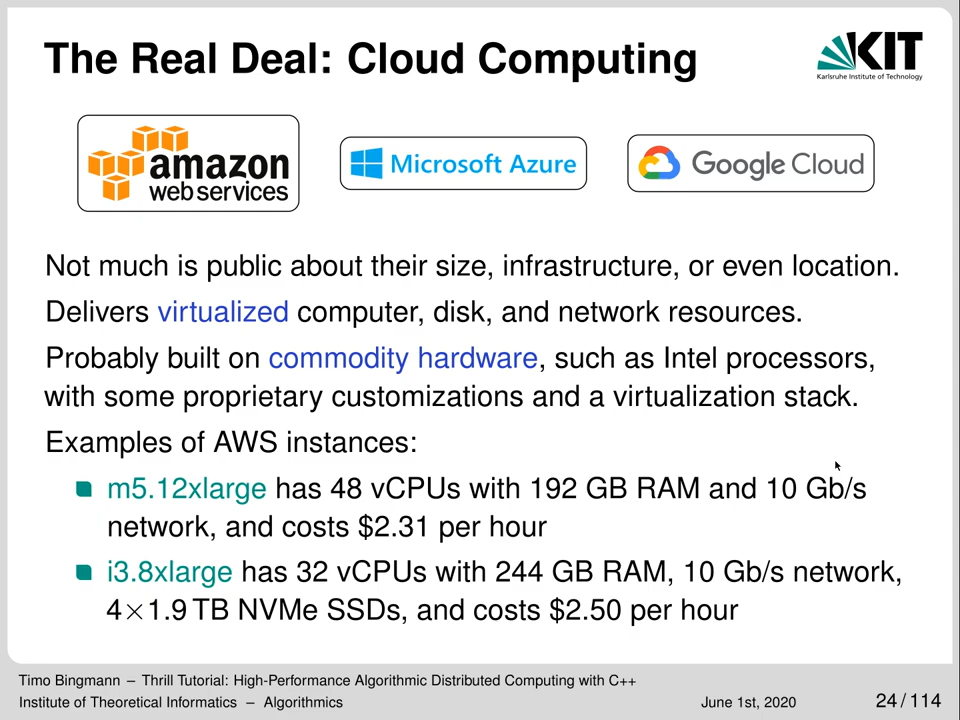 The Real Deal: Cloud Computing
KIT
Karlsruhe Institute of Technology
amazon
web services
Microsoft Azure
Google Cloud
Not much is public about their size, infrastructure, or even location.
Delivers virtualized computer, disk, and network resources.
Probably built on commodity hardware, such as Intel processors,
with some proprietary customizations and a virtualization stack.
Examples of AWS instances:
m5.12xlarge has 48 vCPUs with 192 GB RAM and 10 Gb/s
network, and costs $2.31 per hour
i3.8xlarge has 32 vCPUs with 244 GB RAM, 10 Gb/s network,
4×1.9 TB NVMe SSDs, and costs $2.50 per hour
Timo Bingmann – Thrill Tutorial: High-Performance Algorithmic Distributed Computing with C++
Institute of Theoretical Informatics – Algorithmics
June 1st, 2020
24 / 114